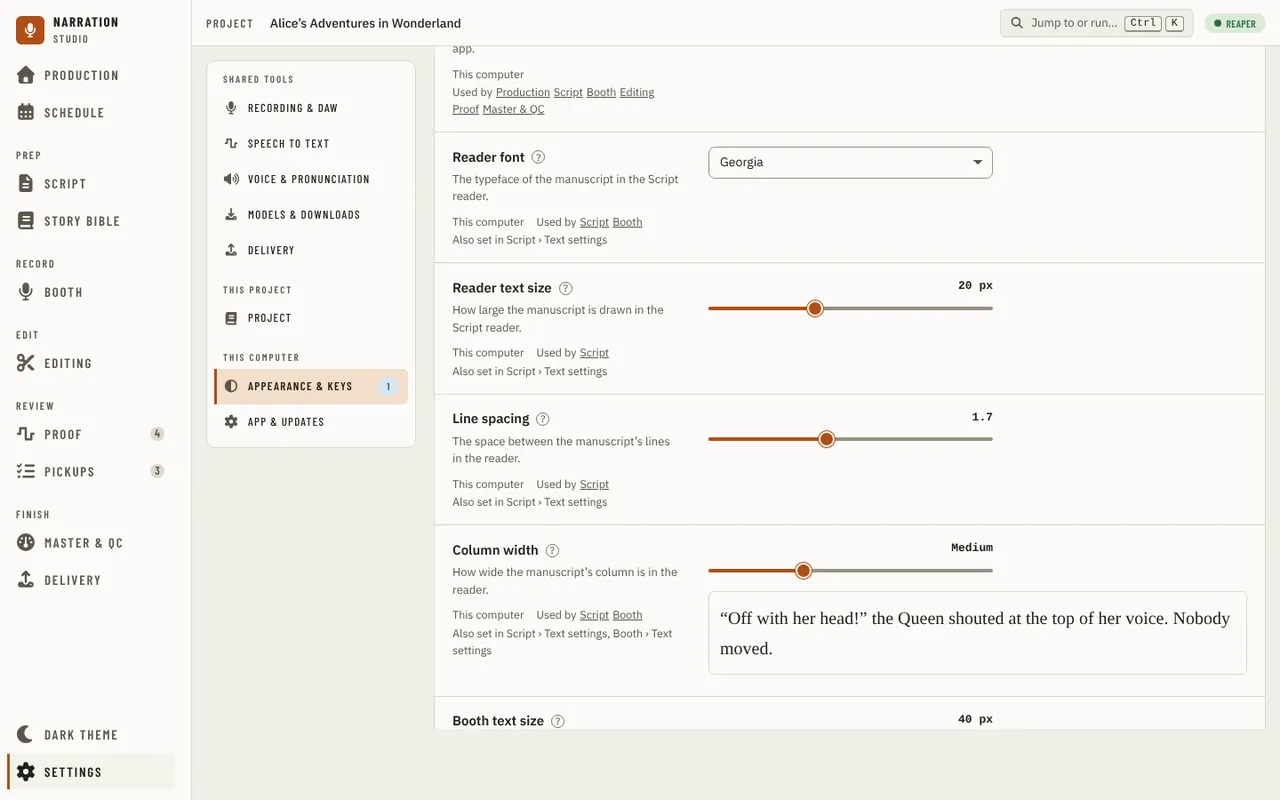 NARRATION
STUDIO
PRODUCTION
SCHEDULE
PREP
SCRIPT
STORY BIBLE
RECORD
BOOTH
EDIT
EDITING
REVIEW
PROOF 4
PICKUPS 3
FINISH
MASTER & QC
DELIVERY
DARK THEME
SETTINGS
PROJECT Alice’s Adventures in Wonderland
Jump to or run... Ctrl K
REAPER
SHARED TOOLS
RECORDING & DAW
SPEECH TO TEXT
VOICE & PRONUNCIATION
MODELS & DOWNLOADS
DELIVERY
THIS PROJECT
PROJECT
THIS COMPUTER
APPEARANCE & KEYS 1
APP & UPDATES
app.
This computer
Used by Production Script Booth Editing
Proof Master & QC
Reader font ?
Georgia
The typeface of the manuscript in the Script
reader.
This computer Used by Script Booth
Also set in Script › Text settings
Reader text size ?
20 px
How large the manuscript is drawn in the
Script reader.
This computer Used by Script
Also set in Script › Text settings
Line spacing ?
1.7
The space between the manuscript’s lines
in the reader.
This computer Used by Script
Also set in Script › Text settings
Column width ?
Medium
How wide the manuscript’s column is in the
reader.
This computer Used by Script Booth
Also set in Script › Text settings, Booth › Text
settings
“Off with her head!” the Queen shouted at the top of her voice. Nobody
moved.
Booth text size ?
40 px